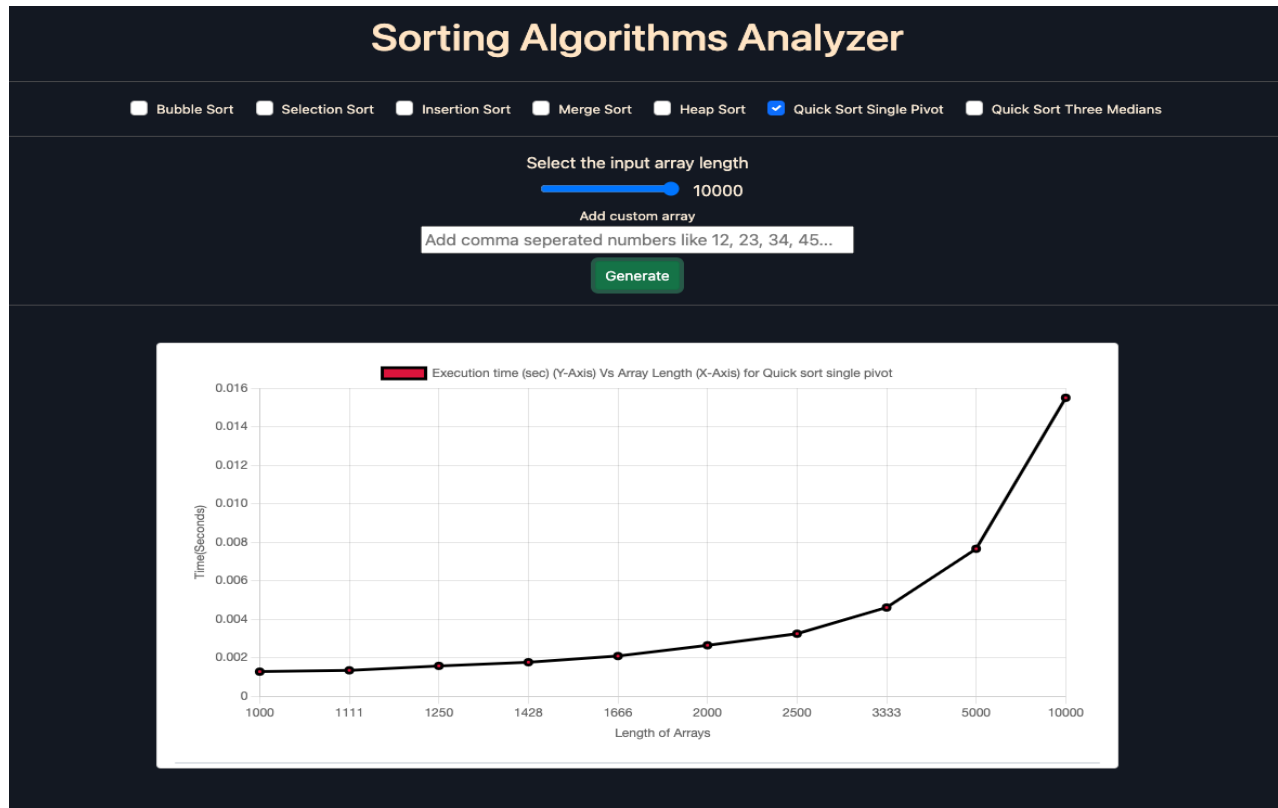 Sorting Algorithms Analyzer
Bubble Sort Selection Sort Insertion Sort Merge Sort Heap Sort Quick Sort Single Pivot Quick Sort Three Medians
Select the input array length
10000
Add custom array
Add comma seperated numbers like 12, 23, 34, 45...
Generate
Execution time (sec) (Y-Axis) Vs Array Length (X-Axis) for Quick sort single pivot
0.016
0.014
0.012
0.010
0.008
0.006
0.004
0.002
0
Time(Seconds)
1000 1111 1250 1428 1666 2000 2500 3333 5000 10000
Length of Arrays